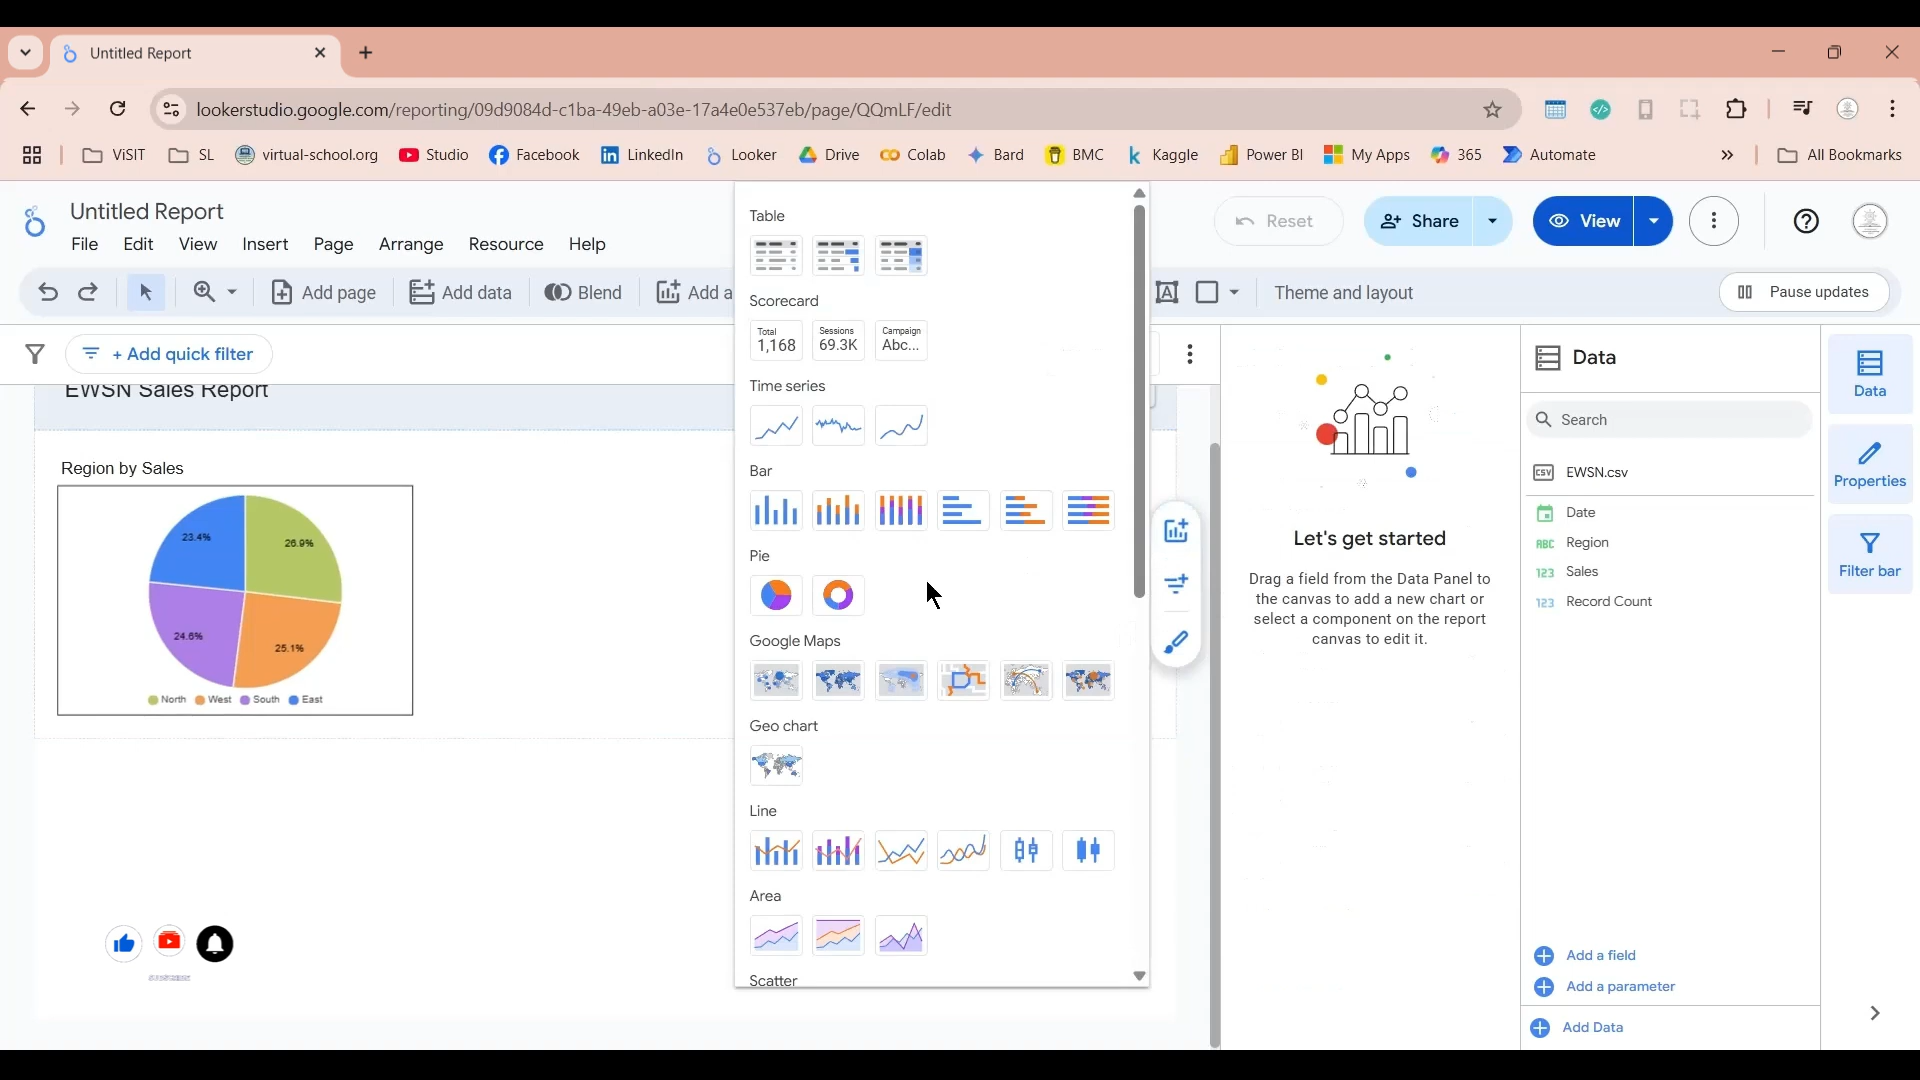 Untitled Report
lookerstudio.google.com/reporting/09d9084d-c1ba-49eb-a03e-17a4e0e537eb/page/QQmLF/edit
ViSIT SL virtual-school.org Studio Facebook LinkedIn Looker Drive Colab Bard BMC Kaggle Power BI My Apps 365 Automate » All Bookmarks
Untitled Report
File Edit View Insert Page Arrange Resource Help
Reset Share View
Add page Add data Blend Add a
Theme and layout Pause updates
+ Add quick filter
EWSN Sales Report
Region by Sales
23.4% 26.9%
24.6% 25.1%
North West South East
Table
Scorecard
Total 1,168
Sessions 69.3K
Campaign Abc...
Time series
Bar
Pie
Google Maps
Geo chart
Line
Area
Scatter
Let's get started
Drag a field from the Data Panel to
the canvas to add a new chart or
select a component on the report
canvas to edit it.
Data
Search
CSV EWSN.csv
Date
ABC Region
123 Sales
123 Record Count
Add a field
Add a parameter
Add Data
Data
Properties
Filter bar